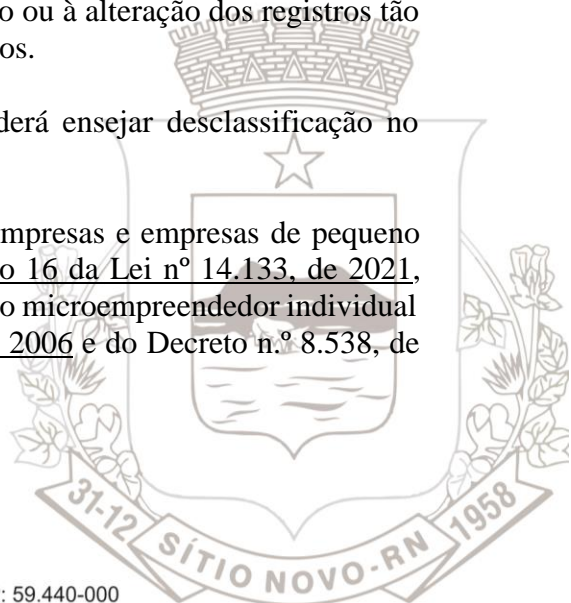 o ou à alteração dos registros tão
os.
derá ensejar desclassificação no
mpresas e empresas de pequeno
o 16 da Lei nº 14.133, de 2021,
o microempreendedor individual
2006 e do Decreto n.º 8.538, de
31-12 SÍTIO NOVO-RN 1958
: 59.440-000